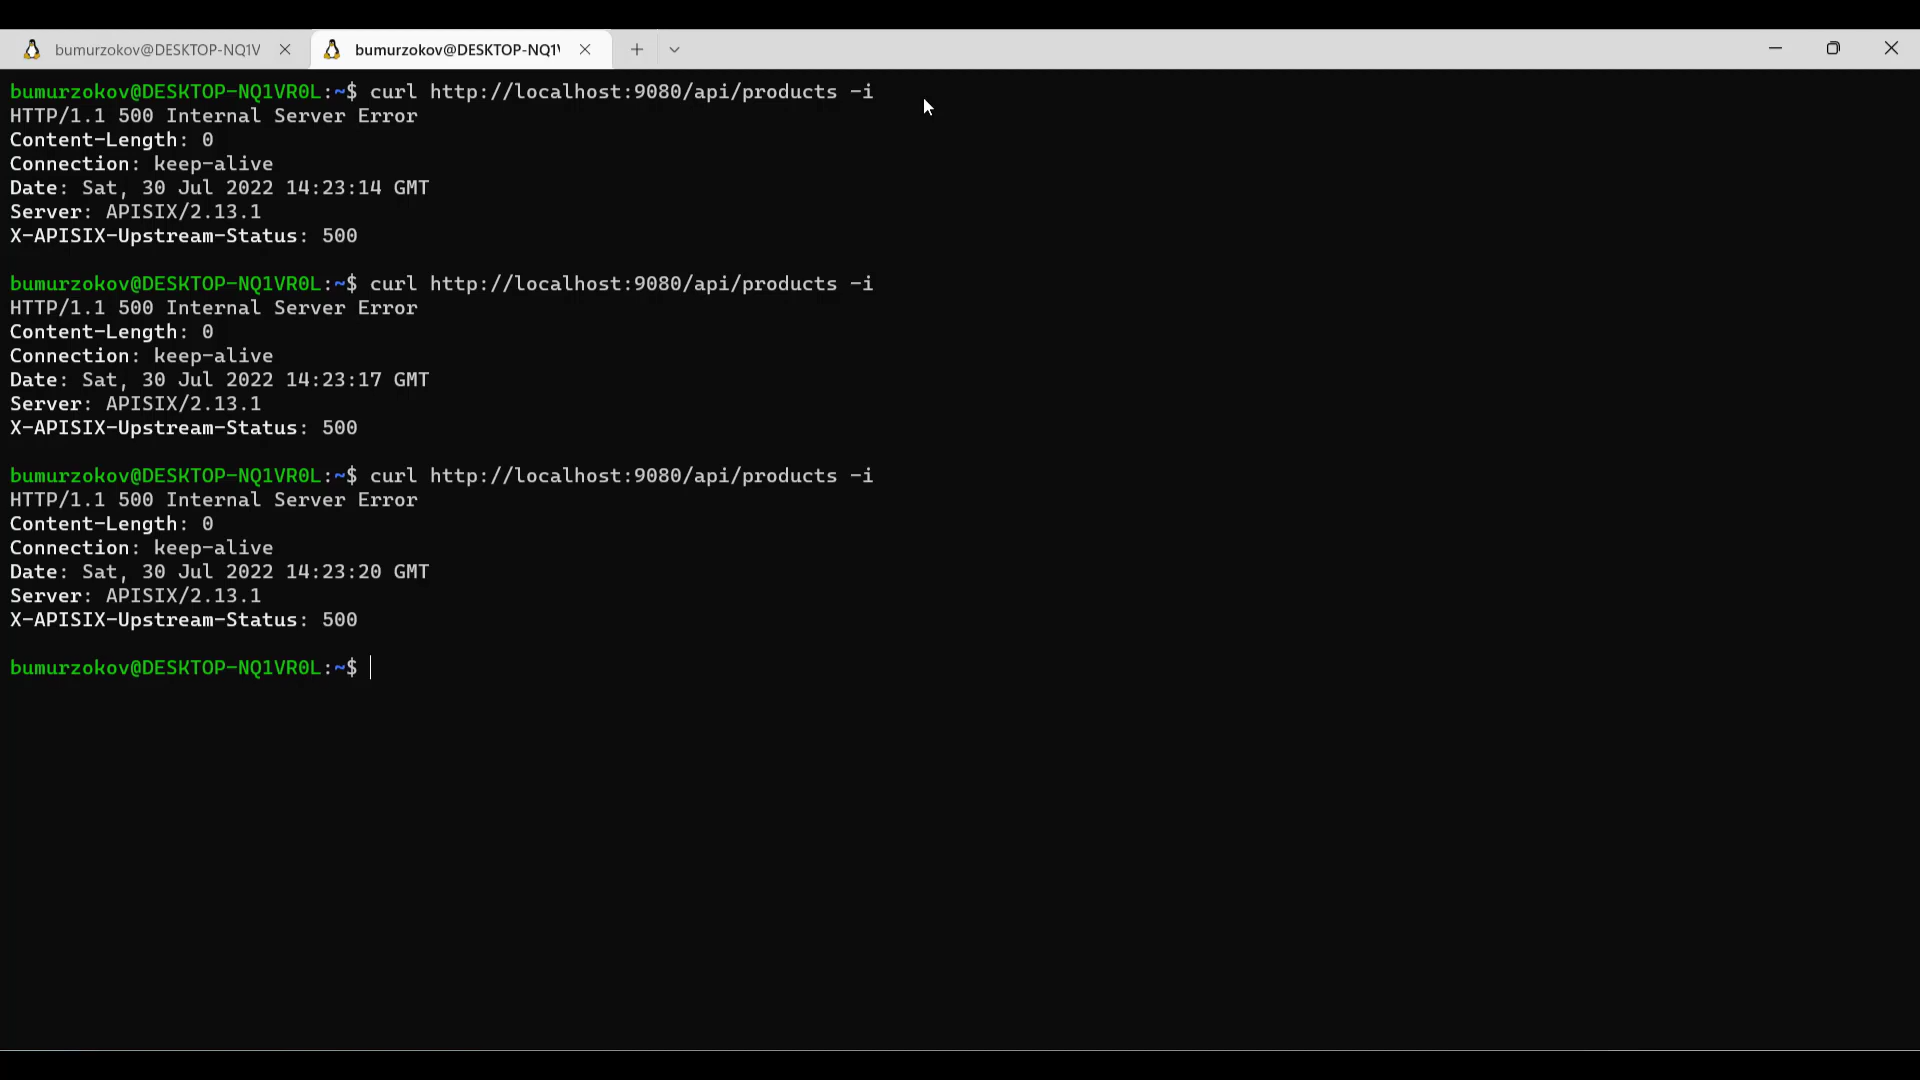 bumurzokov@DESKTOP-NQ1V
bumurzokov@DESKTOP-NQ1V
bumurzokov@DESKTOP-NQ1VR0L:~$ curl http://localhost:9080/api/products -i
HTTP/1.1 500 Internal Server Error
Content-Length: 0
Connection: keep-alive
Date: Sat, 30 Jul 2022 14:23:14 GMT
Server: APISIX/2.13.1
X-APISIX-Upstream-Status: 500
bumurzokov@DESKTOP-NQ1VR0L:~$ curl http://localhost:9080/api/products -i
HTTP/1.1 500 Internal Server Error
Content-Length: 0
Connection: keep-alive
Date: Sat, 30 Jul 2022 14:23:17 GMT
Server: APISIX/2.13.1
X-APISIX-Upstream-Status: 500
bumurzokov@DESKTOP-NQ1VR0L:~$ curl http://localhost:9080/api/products -i
HTTP/1.1 500 Internal Server Error
Content-Length: 0
Connection: keep-alive
Date: Sat, 30 Jul 2022 14:23:20 GMT
Server: APISIX/2.13.1
X-APISIX-Upstream-Status: 500
bumurzokov@DESKTOP-NQ1VR0L:~$